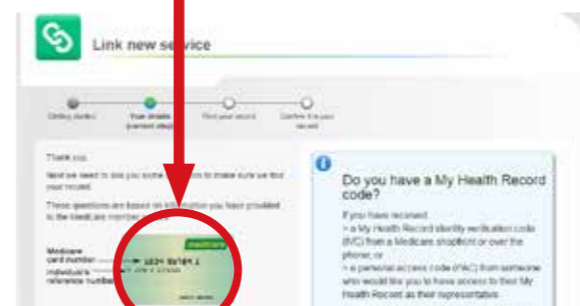 Link new service
Getting started
Your details
(current step)
Find your record
Confirm it is your
record
Thank you.
Next we need to ask you some to make sure we find
your record.
These questions are based on information you have provided
to the Medicare
Medicare
card number
Individual's
reference number
medicare
Do you have a My Health Record
code?
If you have received:
> a My Health Record identity verification code
(IVC) from a Medicare shopfront or over the
phone; or
> a personal access code (PAC) from someone
who would like you to have access to their My
Health Record as their representative